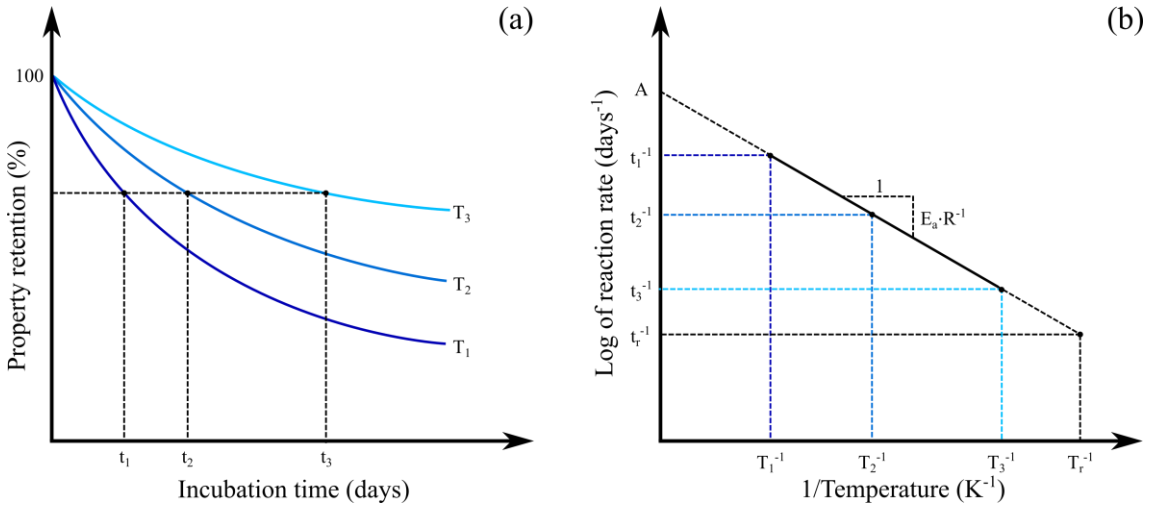 (a)
100
Property retention (%)
T₃
T₂
T₁
t₁ t₂ t₃
Incubation time (days)
(b)
A
Log of reaction rate (days⁻¹)
t₁⁻¹
1
Eₐ·R⁻¹
t₂⁻¹
t₃⁻¹
tᵣ⁻¹
T₁⁻¹ T₂⁻¹ T₃⁻¹ Tᵣ⁻¹
1/Temperature (K⁻¹)